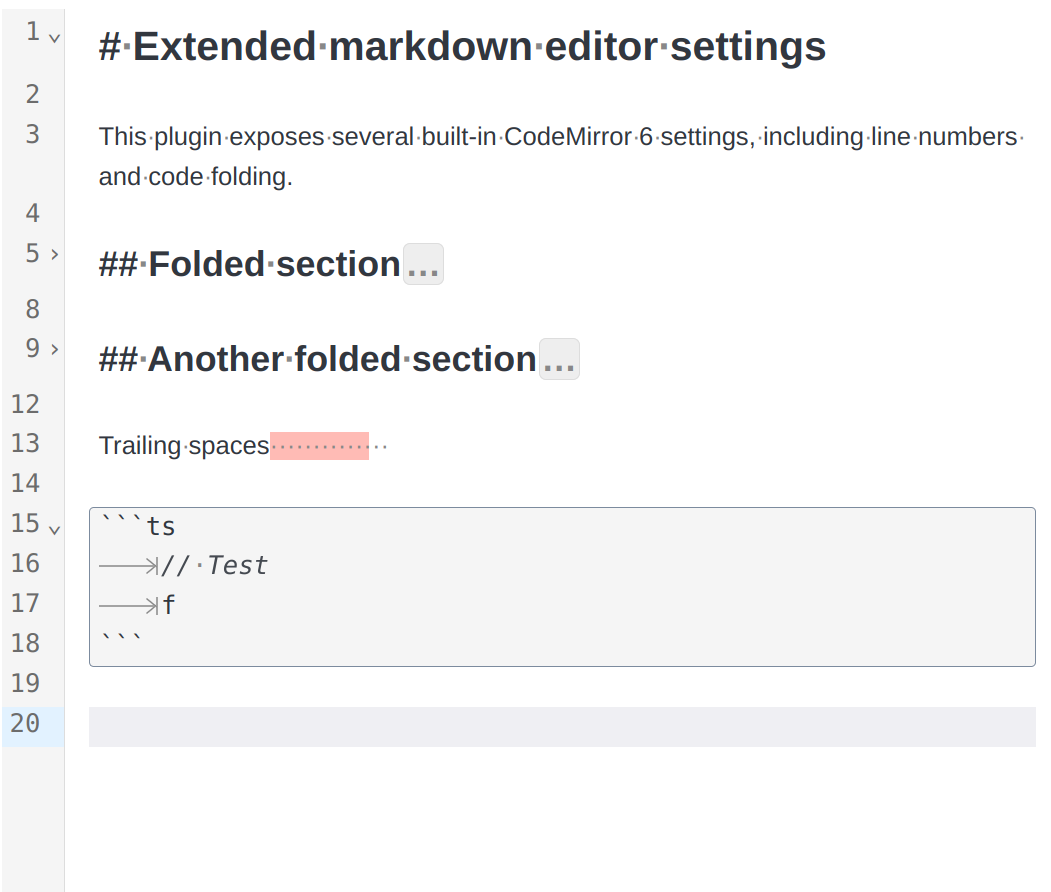 1 # Extended markdown editor settings
2
3 This plugin exposes several built-in CodeMirror 6 settings, including line numbers
and code folding.
4
5 ## Folded section…
8
9 ## Another folded section…
12
13 Trailing spaces
14
15 ```ts
16 // Test
17 f
18 ```
19
20